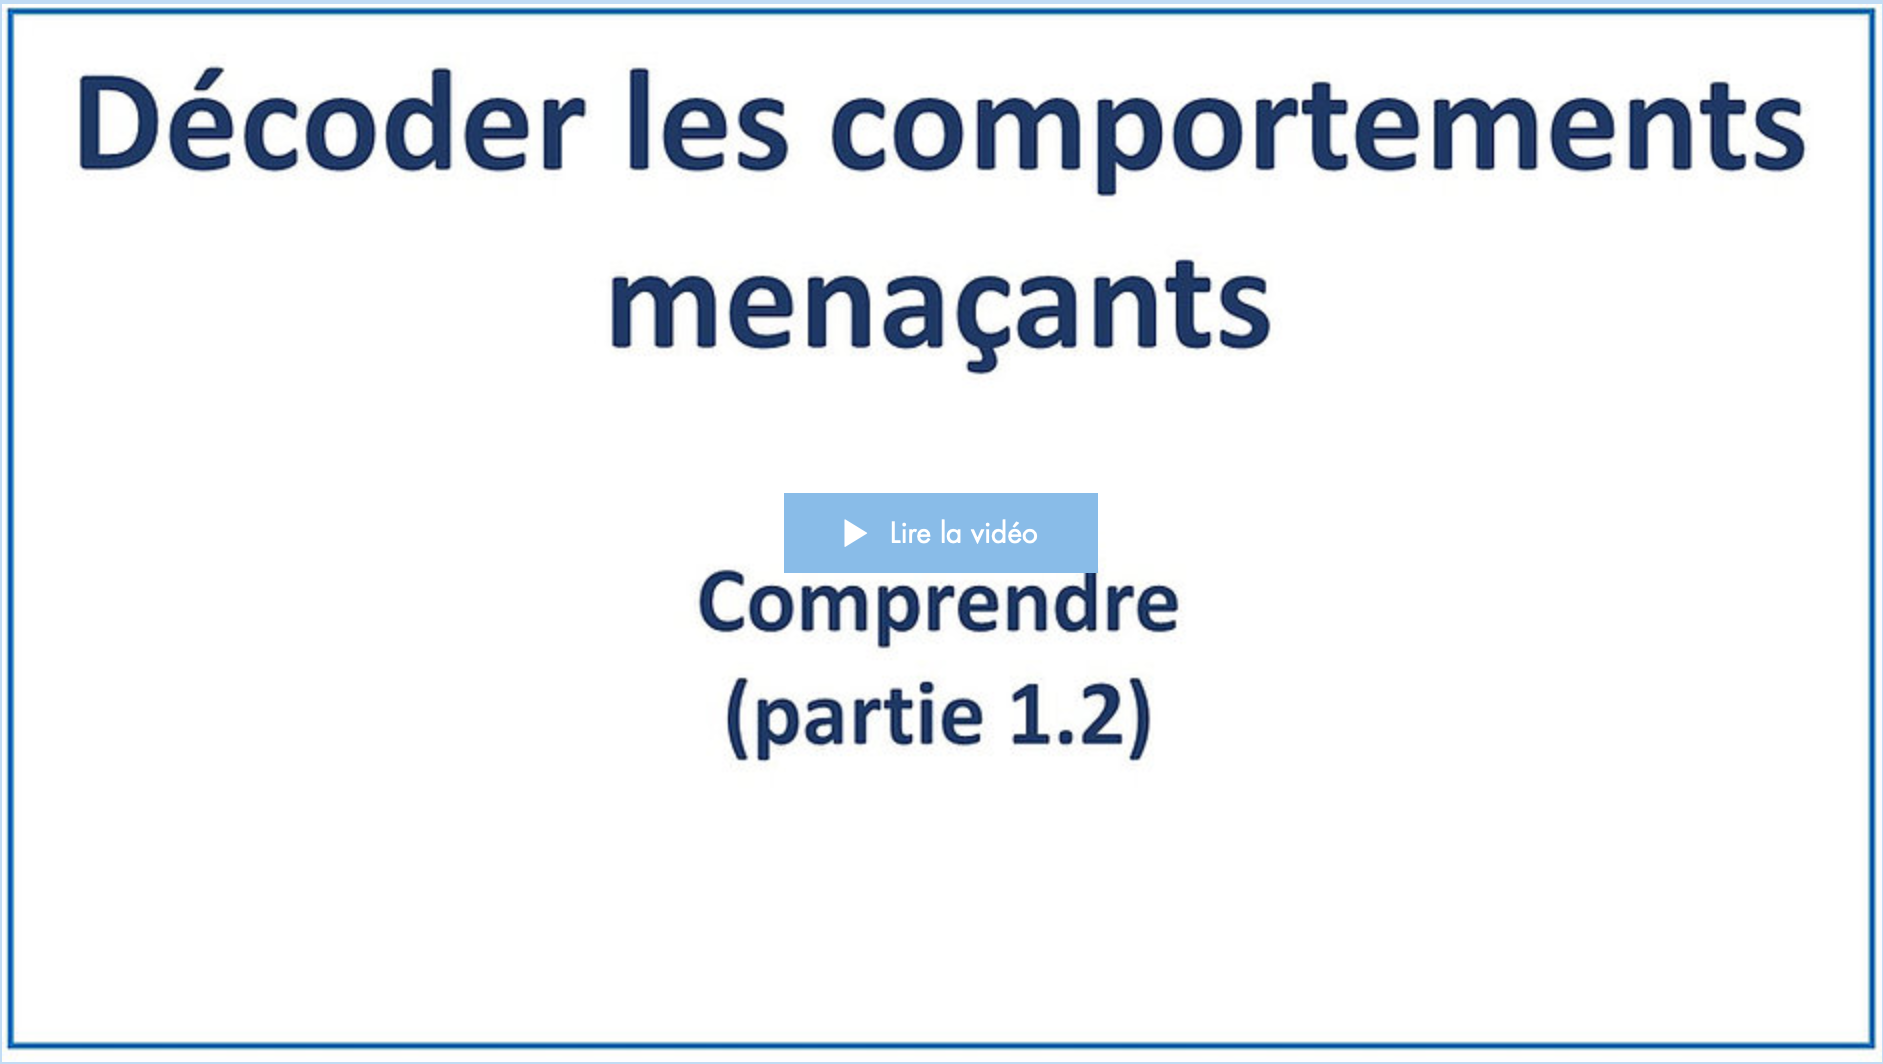 Décoder les comportements
menaçants
Lire la vidéo
Comprendre
(partie 1.2)